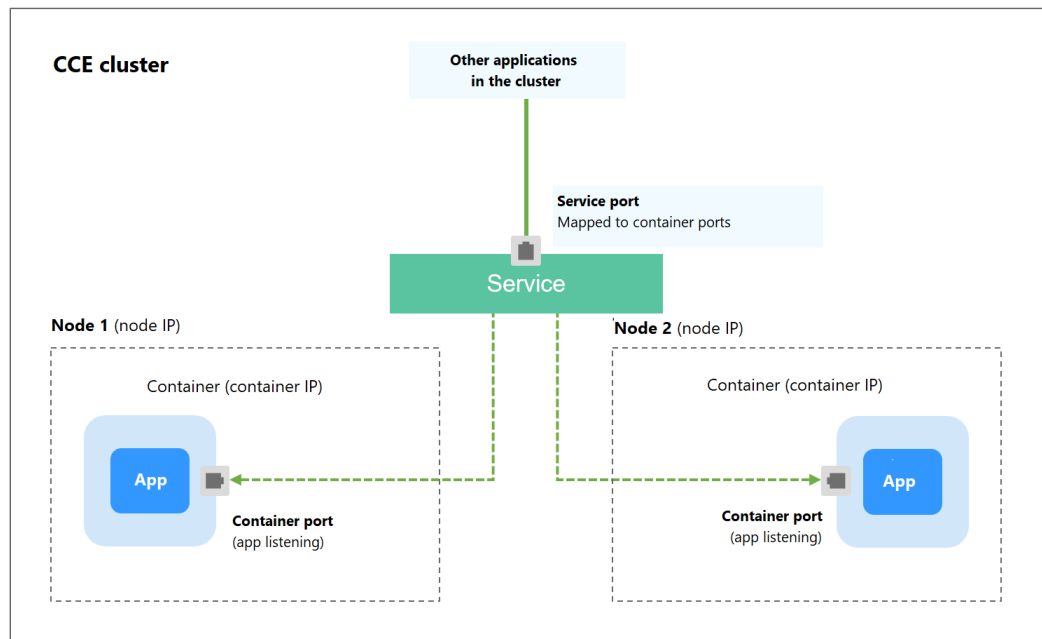 CCE cluster
Other applications
in the cluster
Service port
Mapped to container ports
Service
Node 1 (node IP)
Node 2 (node IP)
Container (container IP)
Container (container IP)
App
App
Container port
(app listening)
Container port
(app listening)